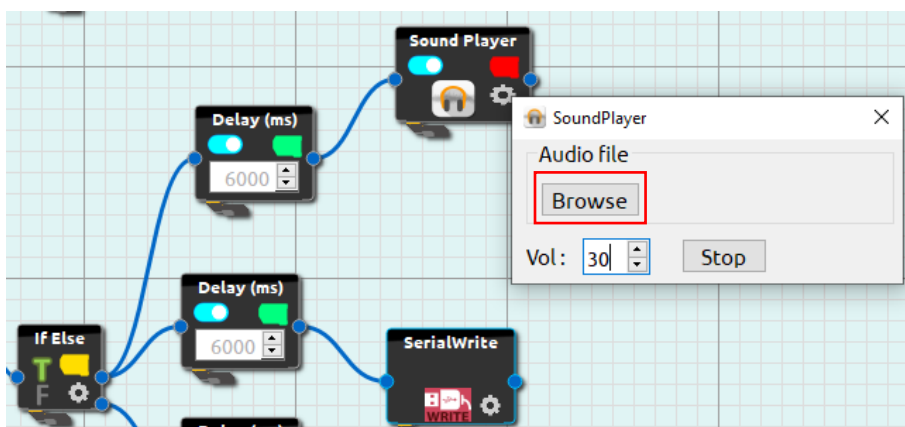 Sound Player
Delay (ms)
6000
SoundPlayer
Audio file
Browse
Vol: 30
Stop
Delay (ms)
6000
If Else
T
F
SerialWrite
WRITE